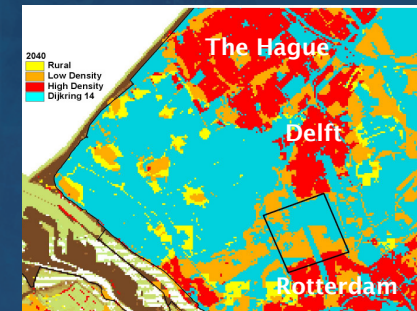 The Hague
2040
Rural
Low Density
High Density
Dijkring 14
Delft
Rotterdam